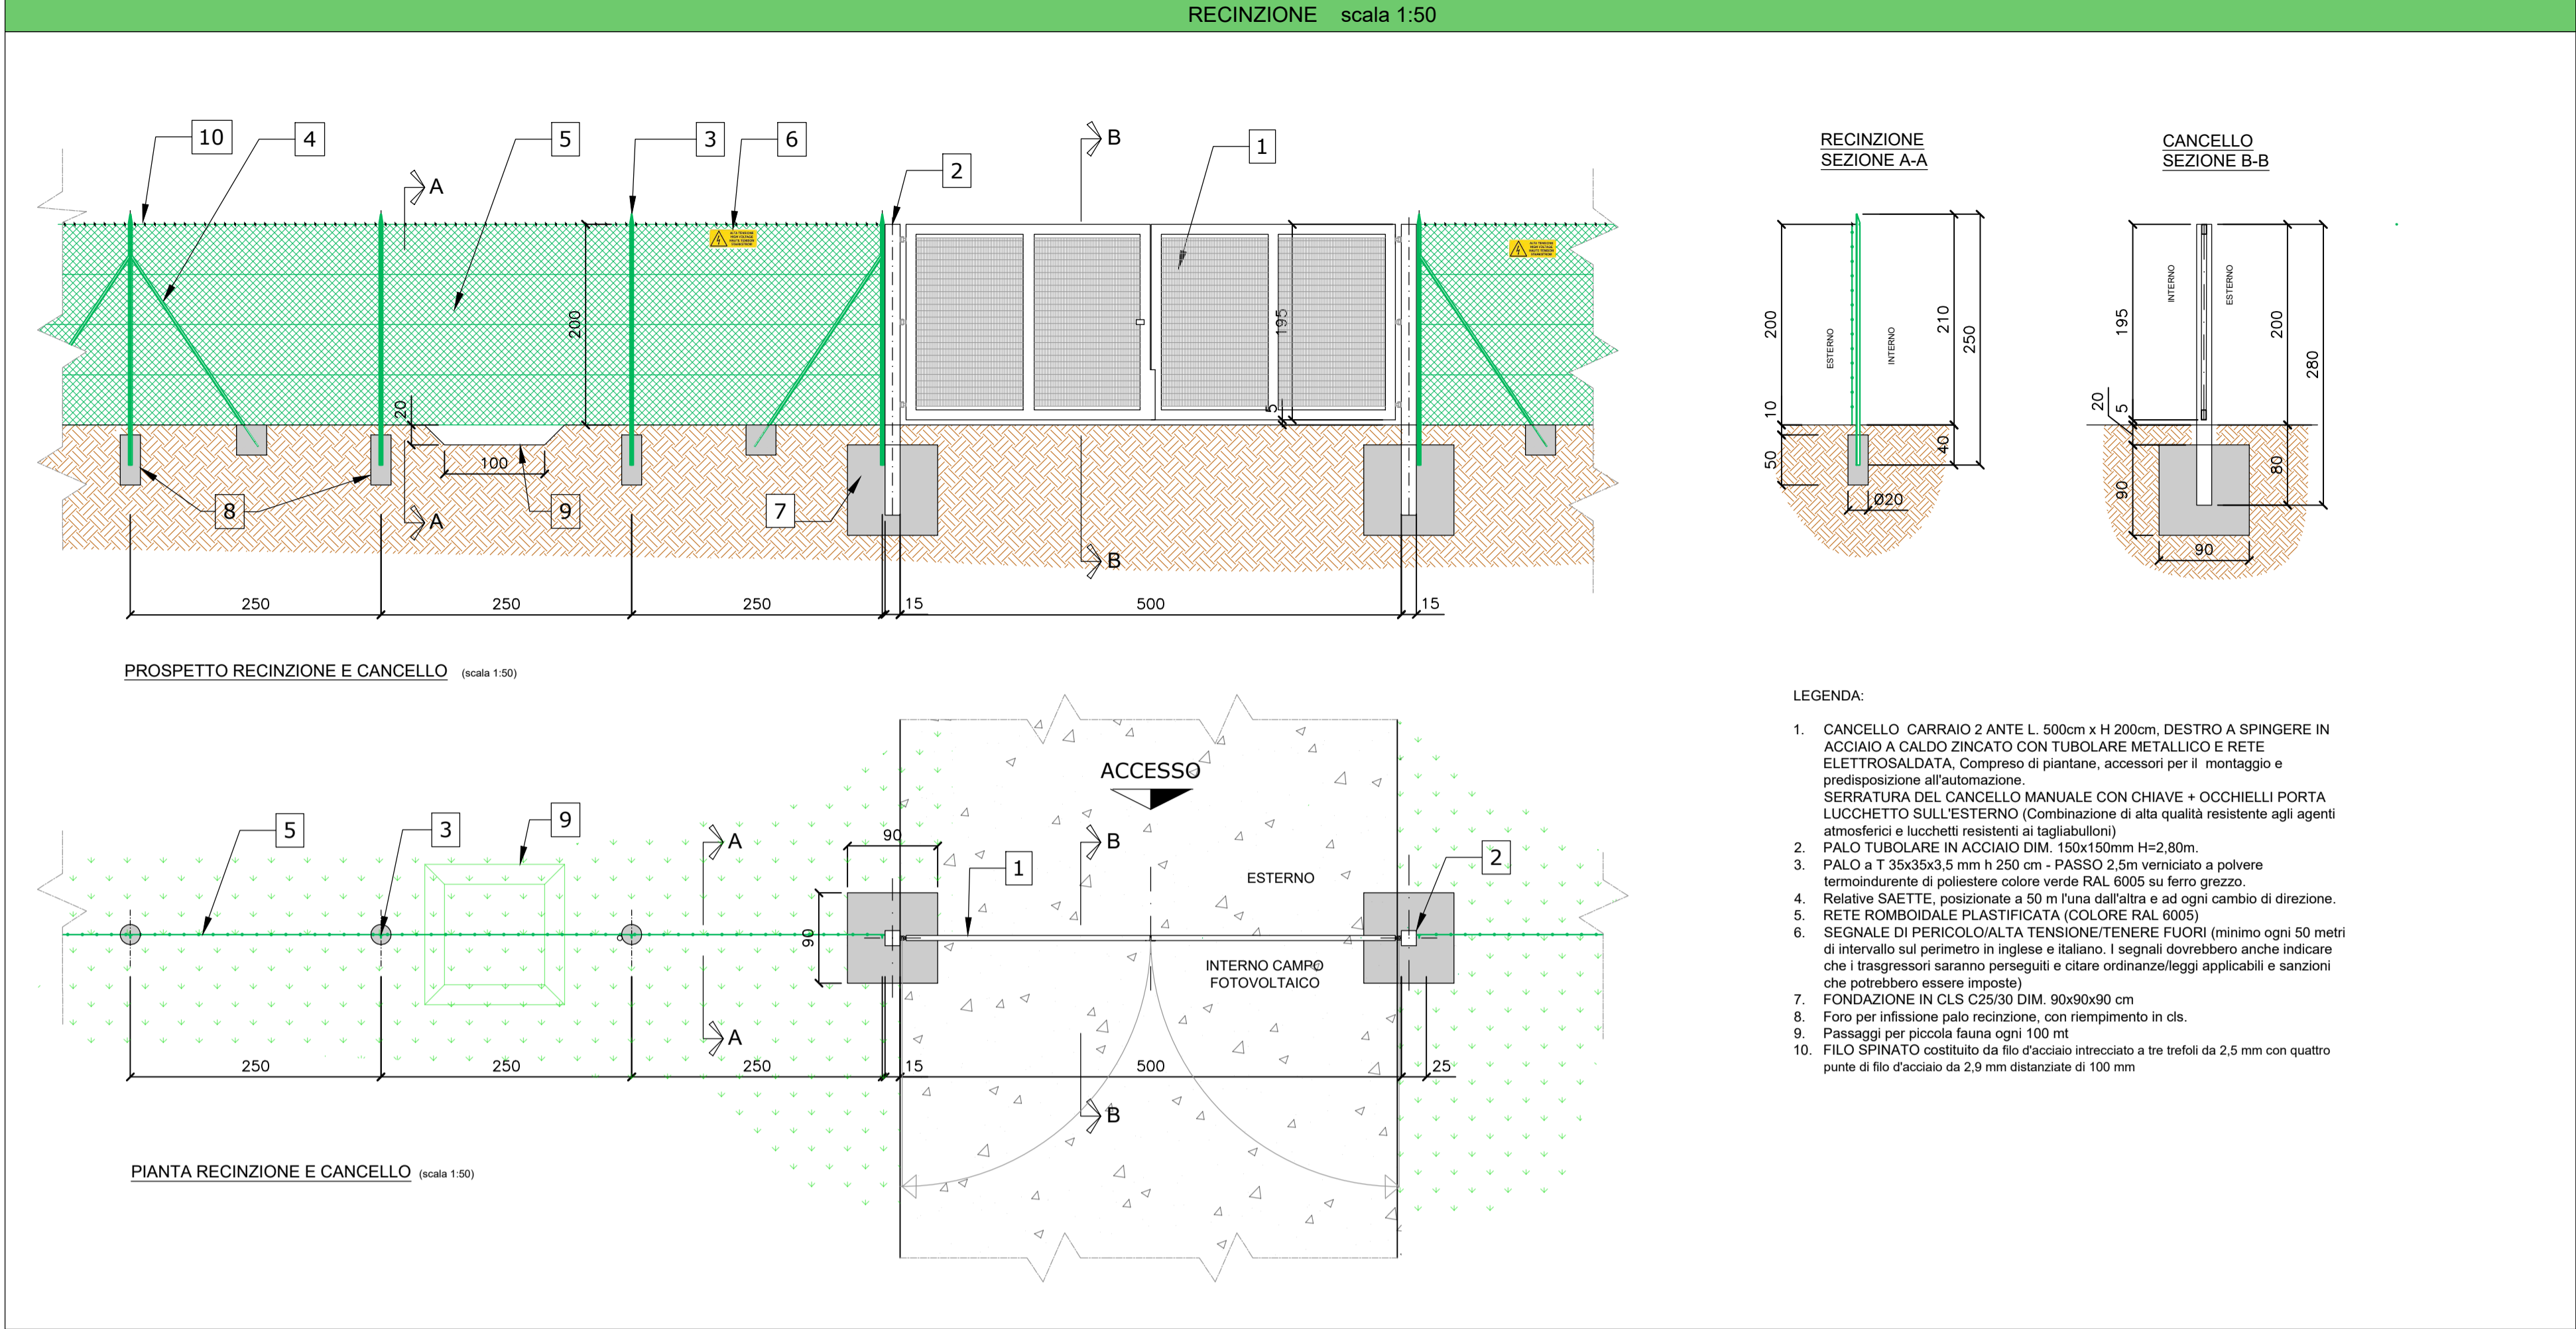 RECINZIONE scala 1:50
10
4
5
3
6
2
B
1
A
ALTA TENSIONE
HIGH VOLTAGE
HAUTE TENSION
200
195
5
20
100
8
A
9
7
B
250
250
250
15
500
15
PROSPETTO RECINZIONE E CANCELLO (scala 1:50)
RECINZIONE
SEZIONE A-A
200
10
50
ESTERNO
INTERNO
210
250
40
Ø20
CANCELLO
SEZIONE B-B
INTERNO
ESTERNO
195
20
5
90
200
280
80
90
5
3
9
A
90
ACCESSO
B
1
2
ESTERNO
90
INTERNO CAMPO
FOTOVOLTAICO
A
250
250
250
15
500
25
B
PIANTA RECINZIONE E CANCELLO (scala 1:50)
LEGENDA:
1. CANCELLO CARRAIO 2 ANTE L. 500cm x H 200cm, DESTRO A SPINGERE IN
ACCIAIO A CALDO ZINCATO CON TUBOLARE METALLICO E RETE
ELETTROSALDATA, Compreso di piantane, accessori per il montaggio e
predisposizione all'automazione.
SERRATURA DEL CANCELLO MANUALE CON CHIAVE + OCCHIELLI PORTA
LUCCHETTO SULL'ESTERNO (Combinazione di alta qualità resistente agli agenti
atmosferici e lucchetti resistenti ai tagliabulloni)
2. PALO TUBOLARE IN ACCIAIO DIM. 150x150mm H=2,80m.
3. PALO a T 35x35x3,5 mm h 250 cm - PASSO 2,5m verniciato a polvere
termoindurente di poliestere colore verde RAL 6005 su ferro grezzo.
4. Relative SAETTE, posizionate a 50 m l'una dall'altra e ad ogni cambio di direzione.
5. RETE ROMBOIDALE PLASTIFICATA (COLORE RAL 6005)
6. SEGNALE DI PERICOLO/ALTA TENSIONE/TENERE FUORI (minimo ogni 50 metri
di intervallo sul perimetro in inglese e italiano. I segnali dovrebbero anche indicare
che i trasgressori saranno perseguiti e citare ordinanze/leggi applicabili e sanzioni
che potrebbero essere imposte)
7. FONDAZIONE IN CLS C25/30 DIM. 90x90x90 cm
8. Foro per infissione palo recinzione, con riempimento in cls.
9. Passaggi per piccola fauna ogni 100 mt
10. FILO SPINATO costituito da filo d'acciaio intrecciato a tre trefoli da 2,5 mm con quattro
punte di filo d'acciaio da 2,9 mm distanziate di 100 mm